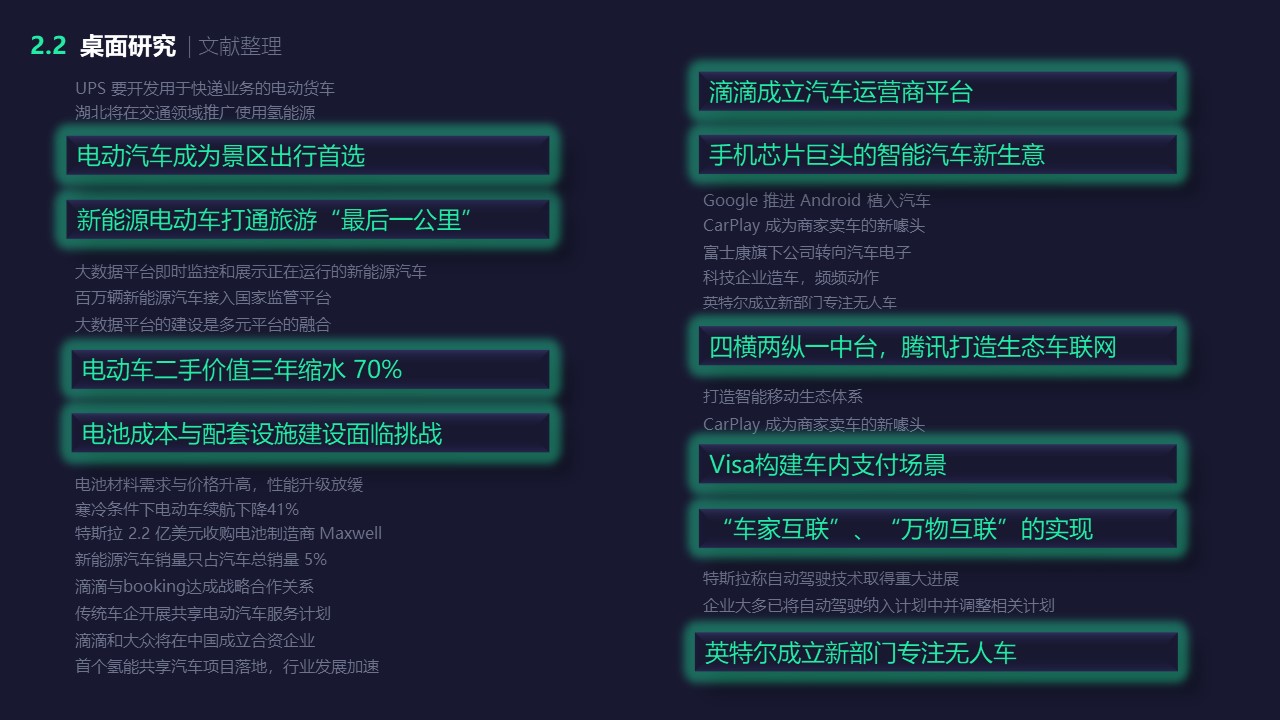 2.2 桌面研究 | 文献整理
UPS 要开发用于快递业务的电动货车
湖北将在交通领域推广使用氢能源
电动汽车成为景区出行首选
新能源电动车打通旅游“最后一公里”
大数据平台即时监控和展示正在运行的新能源汽车
百万辆新能源汽车接入国家监管平台
大数据平台的建设是多元平台的融合
电动车二手价值三年缩水 70%
电池成本与配套设施建设面临挑战
电池材料需求与价格升高，性能升级放缓
寒冷条件下电动车续航下降41%
特斯拉 2.2 亿美元收购电池制造商 Maxwell
新能源汽车销量只占汽车总销量 5%
滴滴与booking达成战略合作关系
传统车企开展共享电动汽车服务计划
滴滴和大众将在中国成立合资企业
首个氢能共享汽车项目落地，行业发展加速
滴滴成立汽车运营商平台
手机芯片巨头的智能汽车新生意
Google 推进 Android 植入汽车
CarPlay 成为商家卖车的新噱头
富士康旗下公司转向汽车电子
科技企业造车，频频动作
英特尔成立新部门专注无人车
四横两纵一中台，腾讯打造生态车联网
打造智能移动生态体系
CarPlay 成为商家卖车的新噱头
Visa构建车内支付场景
“车家互联”、“万物互联”的实现
特斯拉称自动驾驶技术取得重大进展
企业大多已将自动驾驶纳入计划中并调整相关计划
英特尔成立新部门专注无人车